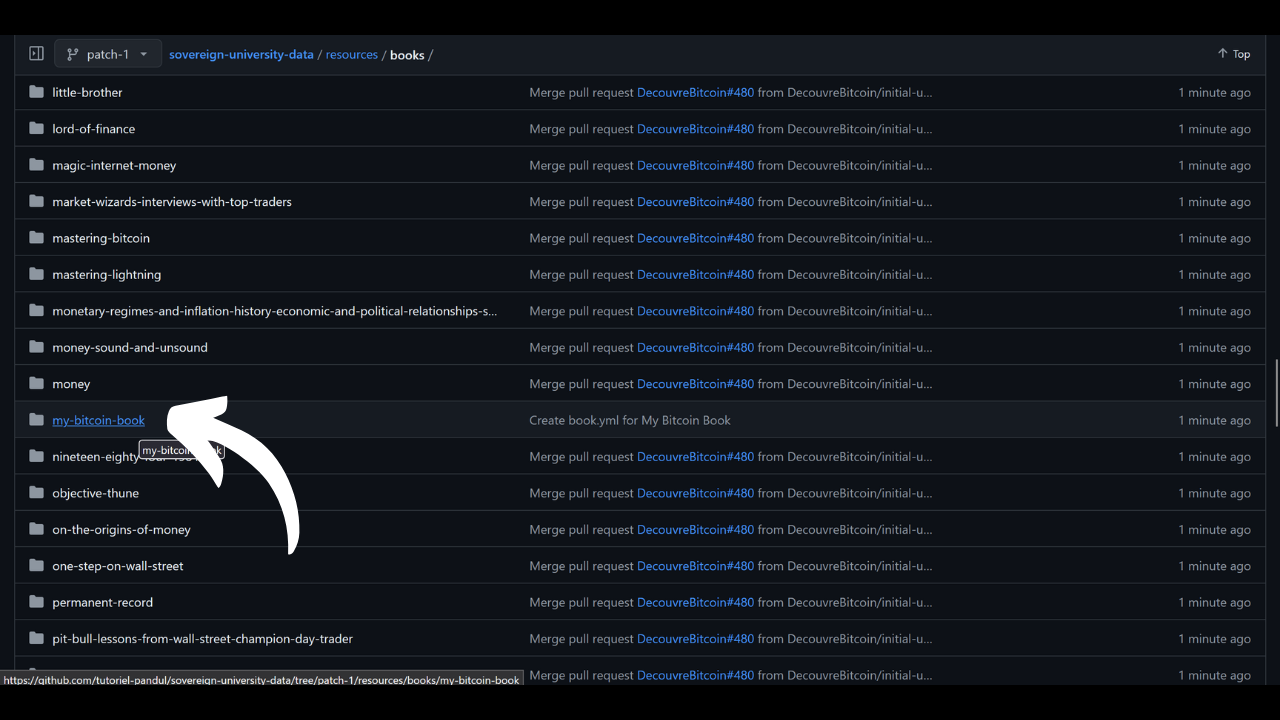 patch-1 sovereign-university-data / resources / books / Top
little-brother Merge pull request DecouvreBitcoin#480 from DecouvreBitcoin/initial-u... 1 minute ago
lord-of-finance Merge pull request DecouvreBitcoin#480 from DecouvreBitcoin/initial-u... 1 minute ago
magic-internet-money Merge pull request DecouvreBitcoin#480 from DecouvreBitcoin/initial-u... 1 minute ago
market-wizards-interviews-with-top-traders Merge pull request DecouvreBitcoin#480 from DecouvreBitcoin/initial-u... 1 minute ago
mastering-bitcoin Merge pull request DecouvreBitcoin#480 from DecouvreBitcoin/initial-u... 1 minute ago
mastering-lightning Merge pull request DecouvreBitcoin#480 from DecouvreBitcoin/initial-u... 1 minute ago
monetary-regimes-and-inflation-history-economic-and-political-relationships-s... Merge pull request DecouvreBitcoin#480 from DecouvreBitcoin/initial-u... 1 minute ago
money-sound-and-unsound Merge pull request DecouvreBitcoin#480 from DecouvreBitcoin/initial-u... 1 minute ago
money Merge pull request DecouvreBitcoin#480 from DecouvreBitcoin/initial-u... 1 minute ago
my-bitcoin-book Create book.yml for My Bitcoin Book 1 minute ago
nineteen-eighty Merge pull request DecouvreBitcoin#480 from DecouvreBitcoin/initial-u... 1 minute ago
objective-thune Merge pull request DecouvreBitcoin#480 from DecouvreBitcoin/initial-u... 1 minute ago
on-the-origins-of-money Merge pull request DecouvreBitcoin#480 from DecouvreBitcoin/initial-u... 1 minute ago
one-step-on-wall-street Merge pull request DecouvreBitcoin#480 from DecouvreBitcoin/initial-u... 1 minute ago
permanent-record Merge pull request DecouvreBitcoin#480 from DecouvreBitcoin/initial-u... 1 minute ago
pit-bull-lessons-from-wall-street-champion-day-trader Merge pull request DecouvreBitcoin#480 from DecouvreBitcoin/initial-u... 1 minute ago
Merge pull request DecouvreBitcoin#480 from DecouvreBitcoin/initial-u... 1 minute ago
https://github.com/tutoriel-pandul/sovereign-university-data/tree/patch-1/resources/books/my-bitcoin-book